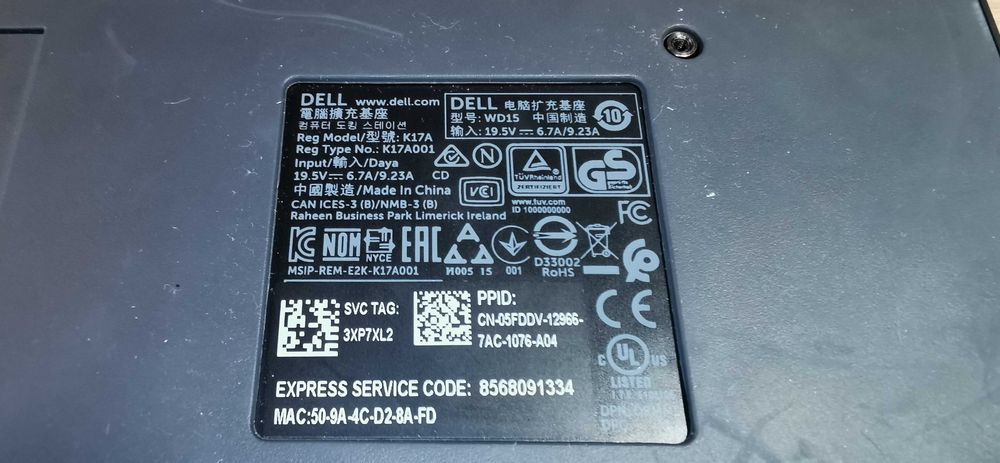 DELL www.dell.com
電腦擴充基座
컴퓨터 도킹 스테이션
Reg Model/型號: K17A
Reg Type No.: K17A001
Input/輸入/Daya
19.5V⎓6.7A/9.23A CD
中國製造/Made In China
CAN ICES-3 (B)/NMB-3 (B)
Raheen Business Park Limerick Ireland
DELL 电脑扩充基座
型号: WD15 中国制造
输入: 19.5V⎓6.7A/9.23A
10
N
VCI
TÜVRheinland
ZERTIFIZIERT
GS
www.tuv.com
ID 1000000000
FC
NOM
NYCE
EAC
MSIP-REM-E2K-K17A001
И005 15
001
D33002
RoHS
SVC TAG:
3XP7XL2
PPID:
CN-05FDDV-12966-
7AC-1076-A04
CE
C UL US
LISTED
EXPRESS SERVICE CODE: 8568091334
MAC:50-9A-4C-D2-8A-FD